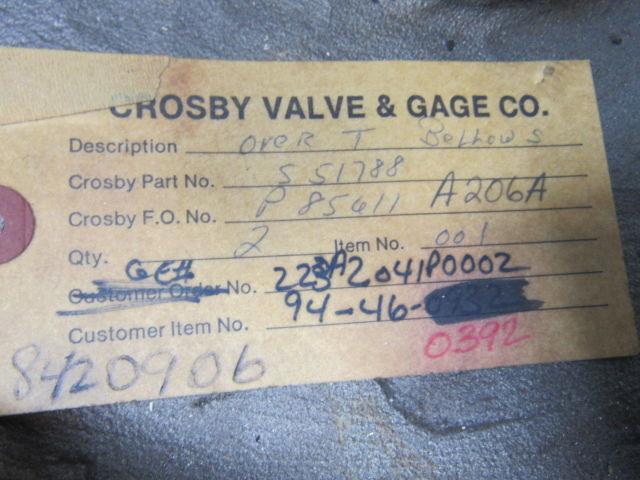 CROSBY VALVE & GAGE CO.
Description Over T Bellows
Crosby Part No. S 51788
Crosby F.O. No. P 85611 A206A
Qty. 2 Item No. 001
GE#
Customer Order No. 223A2041P0002
Customer Item No. 94-46-
0392
8420906